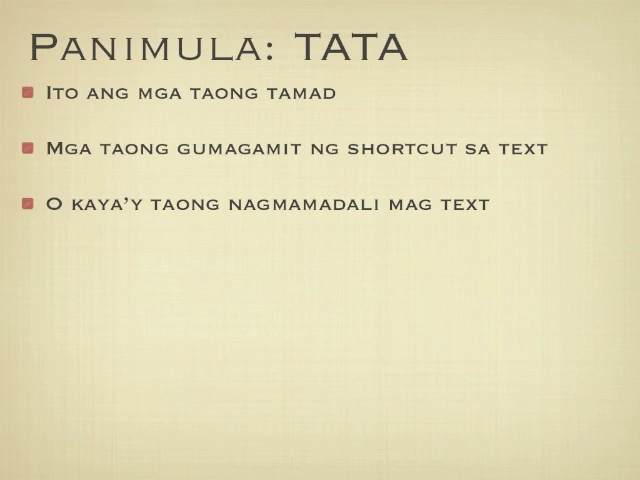 Panimula: TATA
Ito ang mga taong tamad
Mga taong gumagamit ng shortcut sa text
O kaya’y taong nagmamadali mag text